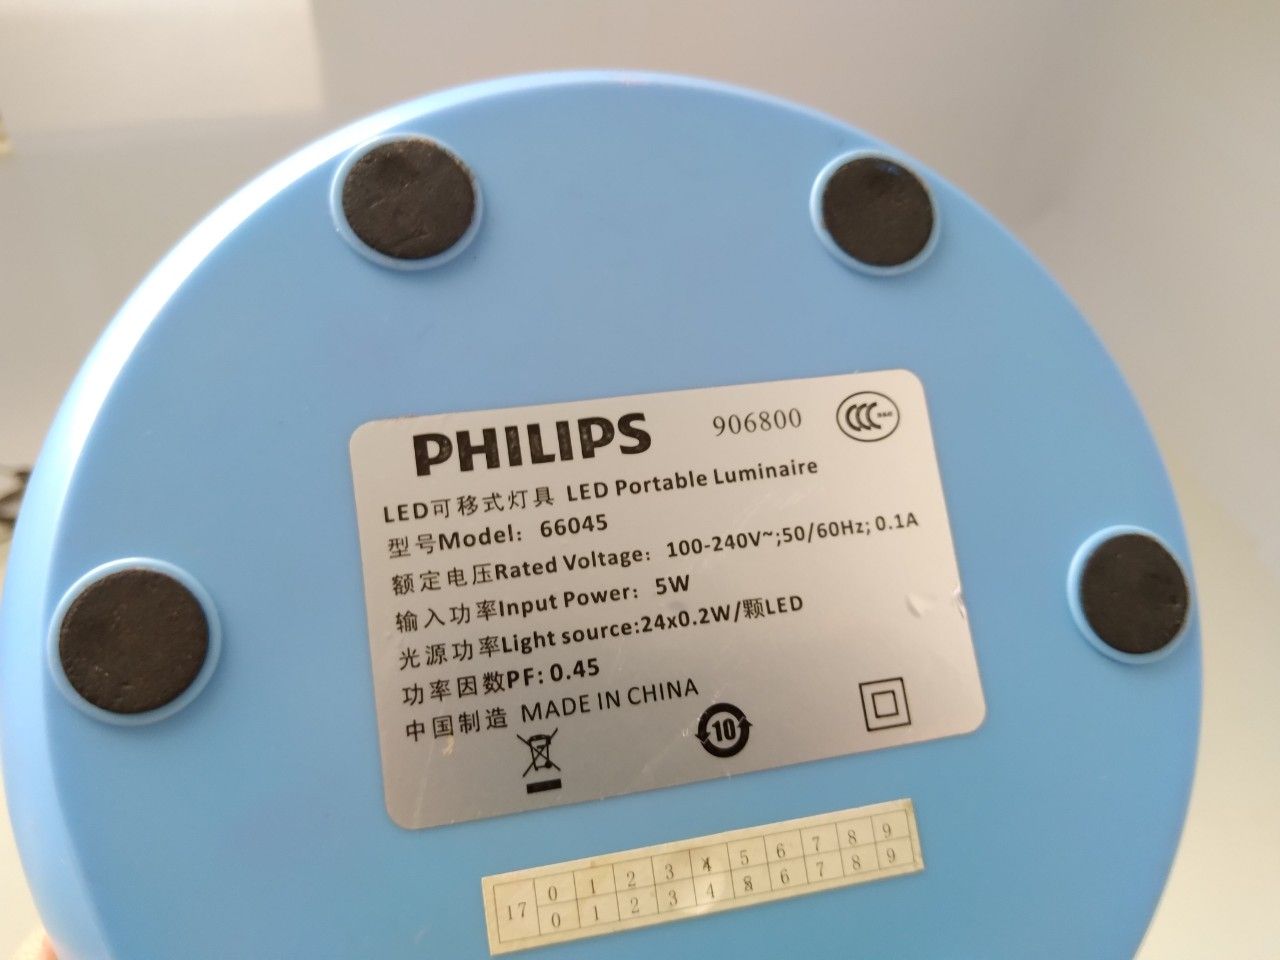 PHILIPS 906800 CCC S&E
LED可移式灯具 LED Portable Luminaire
型号Model: 66045
额定电压Rated Voltage: 100-240V~;50/60Hz; 0.1A
输入功率Input Power: 5W
光源功率Light source:24x0.2W/颗LED
功率因数PF: 0.45
中国制造 MADE IN CHINA
10
17
0 1 2 3 4 5 6 7 8 9
0 1 2 3 4 8 6 7 8 9